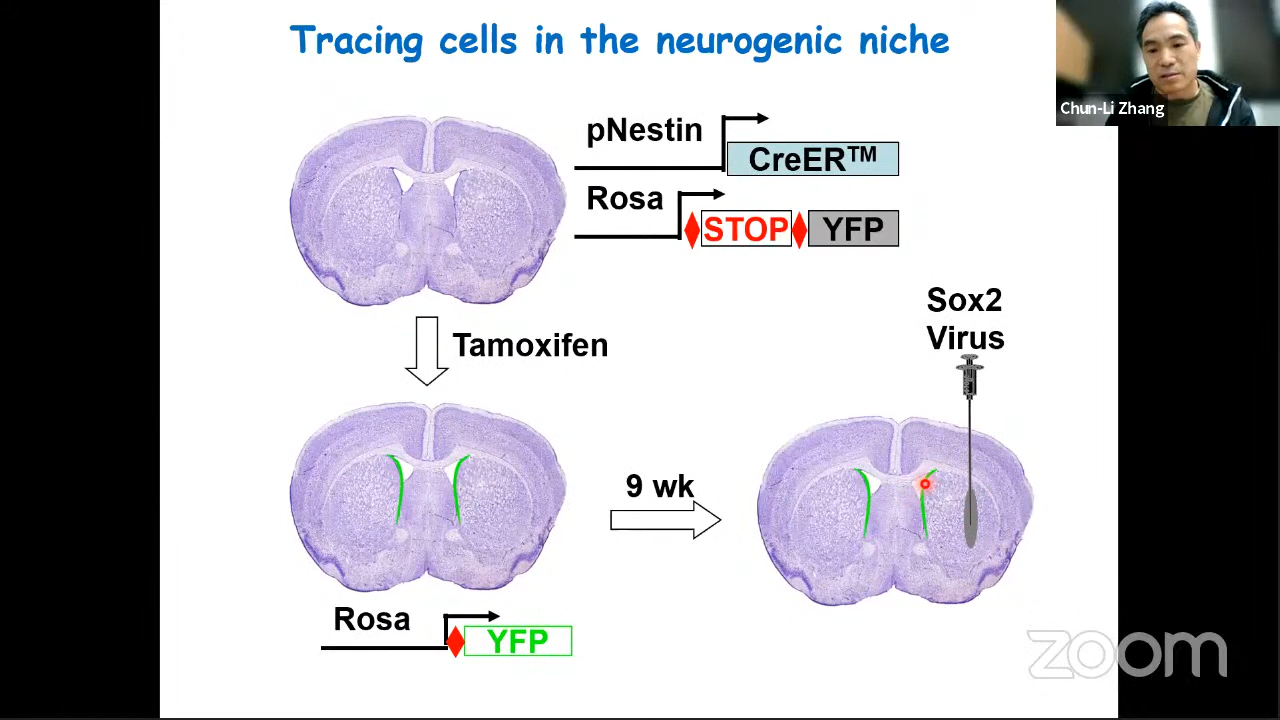 Tracing cells in the neurogenic niche
Chun-Li Zhang
pNestin
CreER™
Rosa
STOP
YFP
Tamoxifen
Sox2
Virus
9 wk
Rosa
YFP
zoom